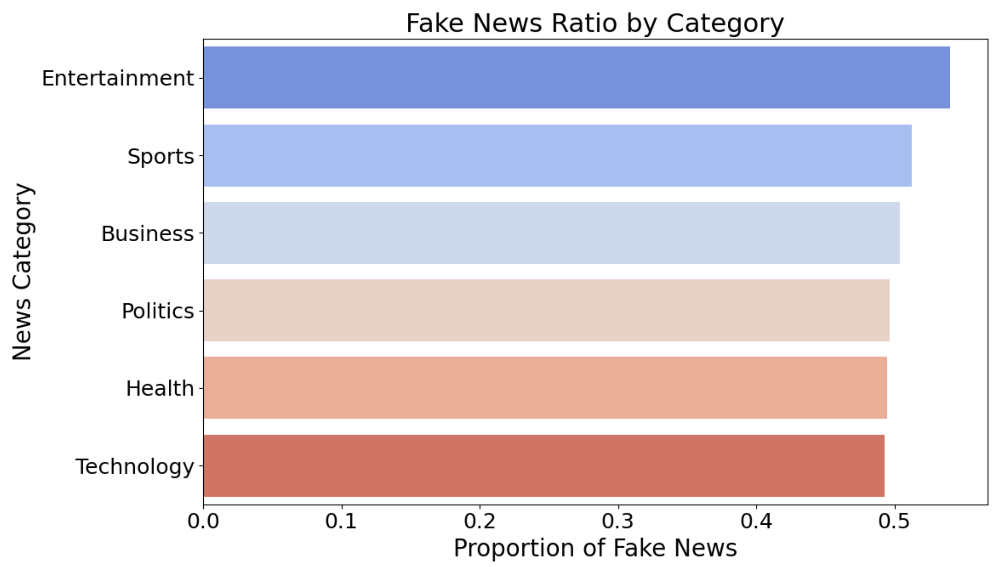 Fake News Ratio by Category
Entertainment
Sports
Business
Politics
Health
Technology
News Category
0.0 0.1 0.2 0.3 0.4 0.5
Proportion of Fake News